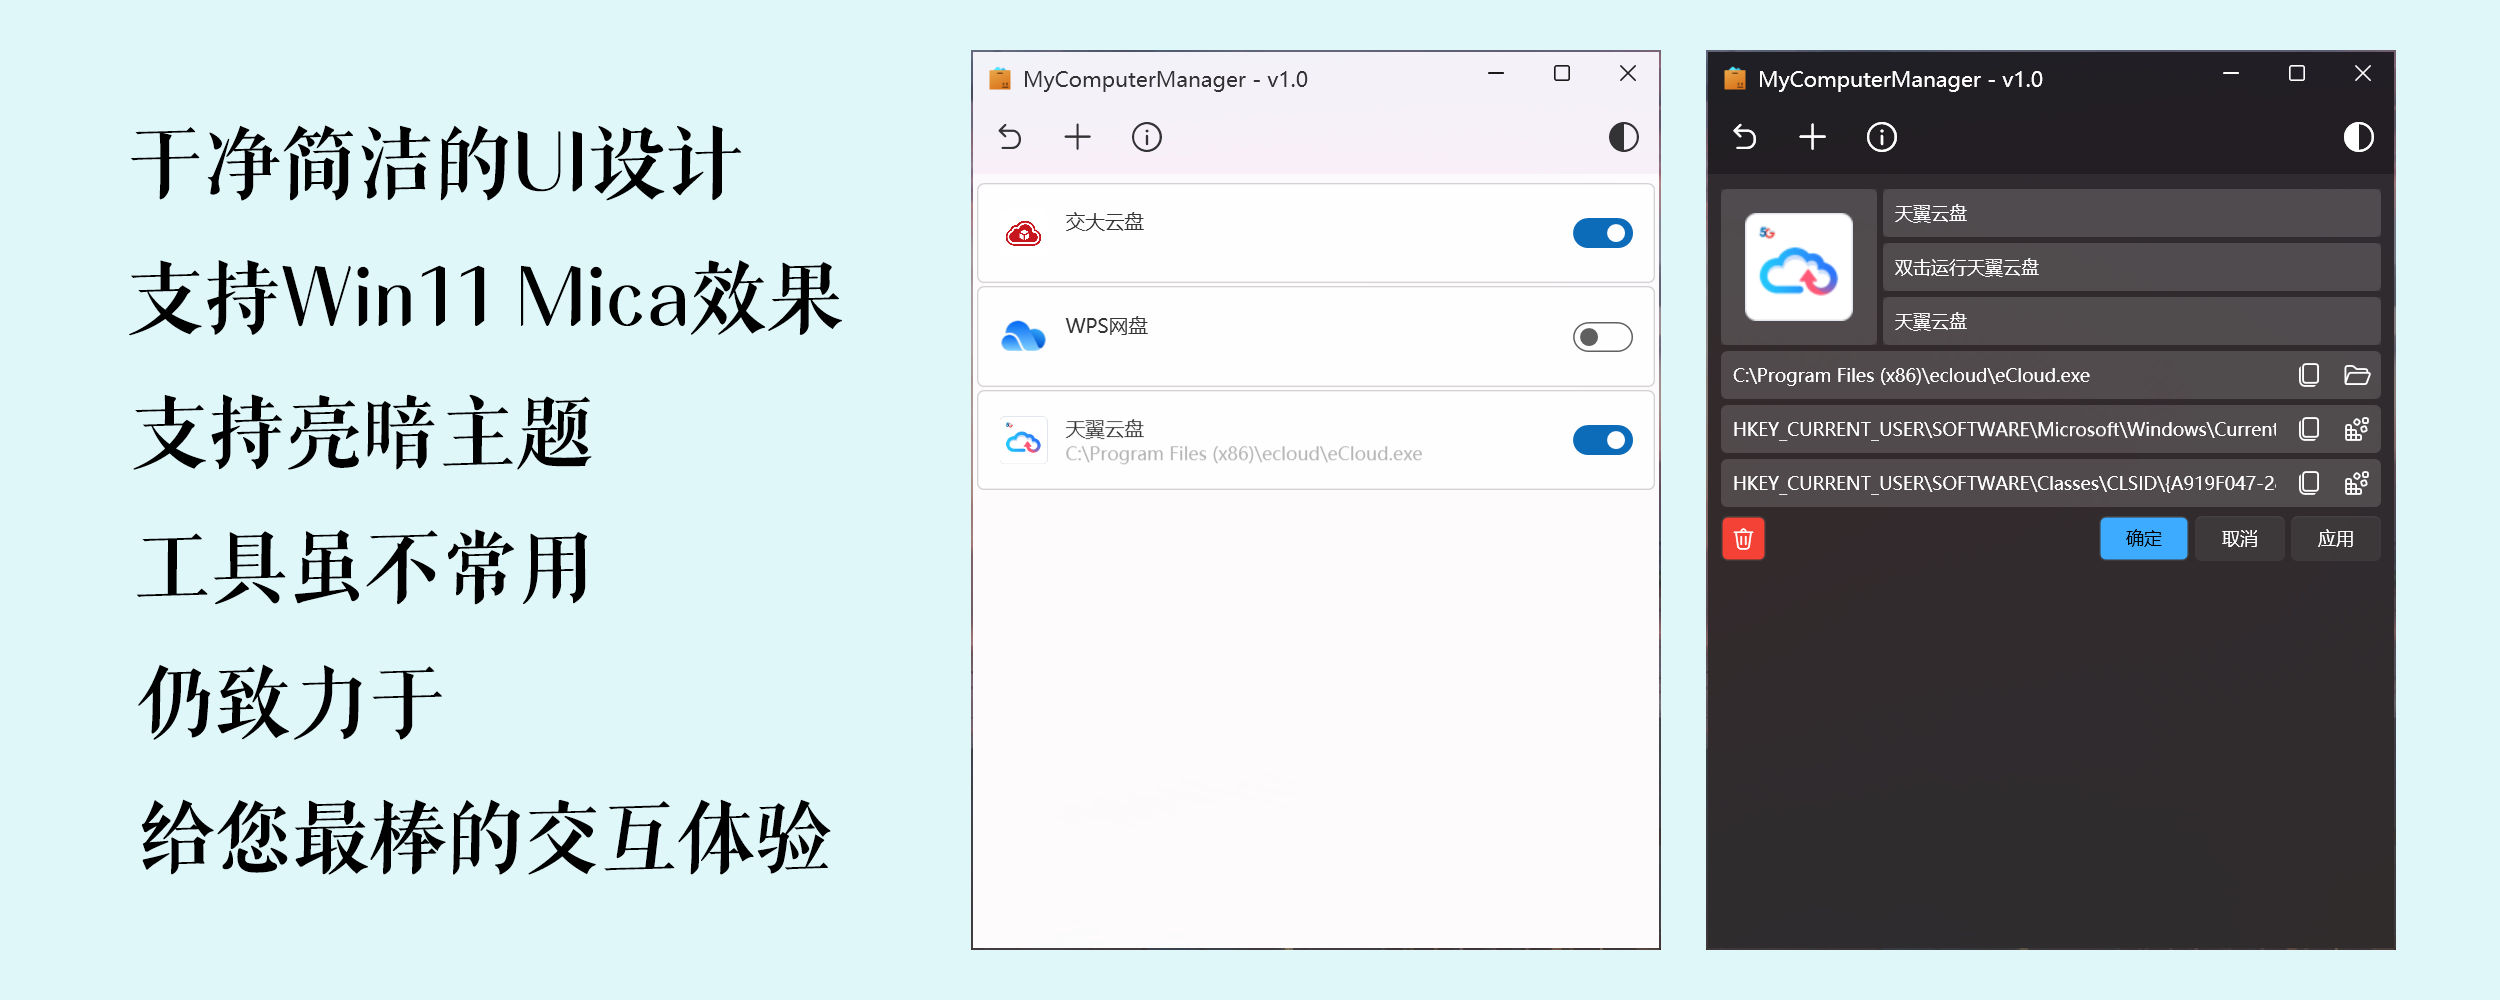 干净简洁的UI设计
支持Win11 Mica效果
支持亮暗主题
工具虽不常用
仍致力于
给您最棒的交互体验
MyComputerManager - v1.0
交大云盘
WPS网盘
5G
天翼云盘
C:\Program Files (x86)\ecloud\eCloud.exe
MyComputerManager - v1.0
5G
天翼云盘
双击运行天翼云盘
天翼云盘
C:\Program Files (x86)\ecloud\eCloud.exe
HKEY_CURRENT_USER\SOFTWARE\Microsoft\Windows\Current
HKEY_CURRENT_USER\SOFTWARE\Classes\CLSID\{A919F047-2
确定 取消 应用